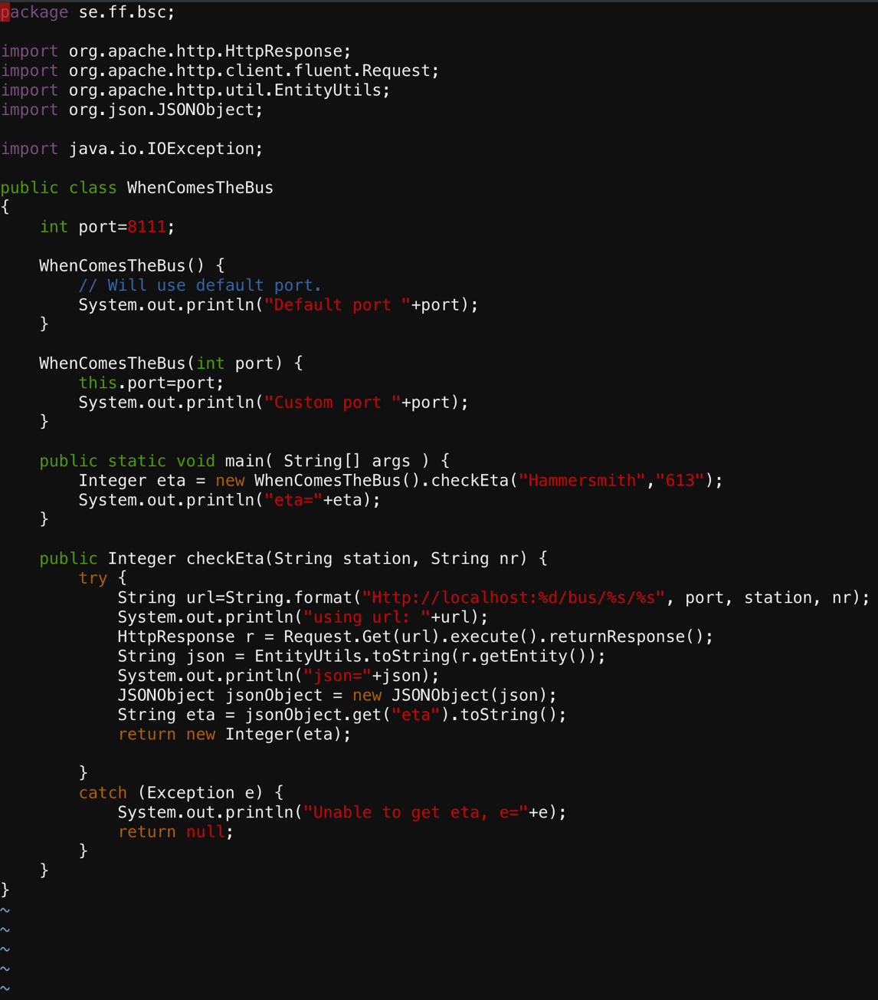 package se.ff.bsc;

import org.apache.http.HttpResponse;
import org.apache.http.client.fluent.Request;
import org.apache.http.util.EntityUtils;
import org.json.JSONObject;

import java.io.IOException;

public class WhenComesTheBus
{
    int port=8111;

    WhenComesTheBus() {
        // Will use default port.
        System.out.println("Default port "+port);
    }

    WhenComesTheBus(int port) {
        this.port=port;
        System.out.println("Custom port "+port);
    }

    public static void main( String[] args ) {
        Integer eta = new WhenComesTheBus().checkEta("Hammersmith","613");
        System.out.println("eta="+eta);
    }

    public Integer checkEta(String station, String nr) {
        try {
            String url=String.format("Http://localhost:%d/bus/%s/%s", port, station, nr);
            System.out.println("using url: "+url);
            HttpResponse r = Request.Get(url).execute().returnResponse();
            String json = EntityUtils.toString(r.getEntity());
            System.out.println("json="+json);
            JSONObject jsonObject = new JSONObject(json);
            String eta = jsonObject.get("eta").toString();
            return new Integer(eta);

        }
        catch (Exception e) {
            System.out.println("Unable to get eta, e="+e);
            return null;
        }
    }
}
~
~
~
~
~